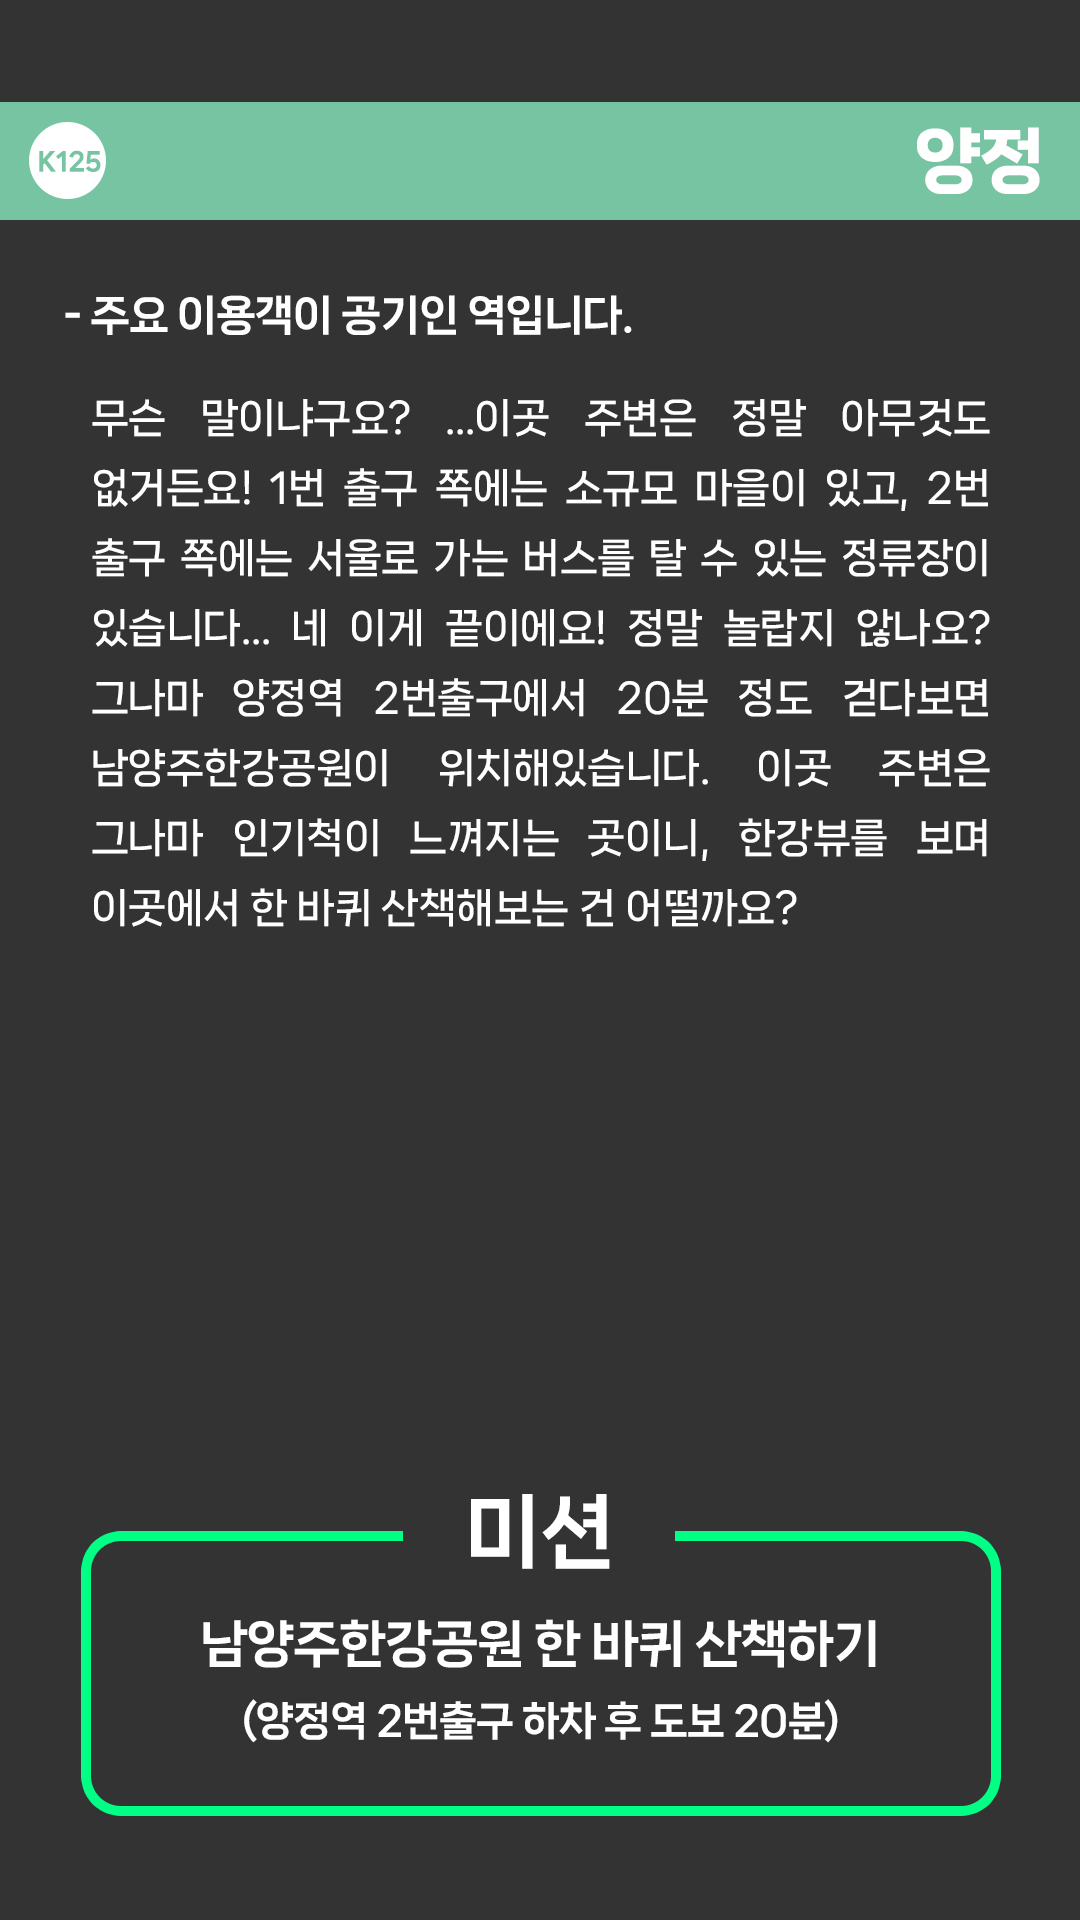 K125
양정
- 주요 이용객이 공기인 역입니다.
무슨 말이냐구요? ...이곳 주변은 정말 아무것도
없거든요! 1번 출구 쪽에는 소규모 마을이 있고, 2번
출구 쪽에는 서울로 가는 버스를 탈 수 있는 정류장이
있습니다... 네 이게 끝이에요! 정말 놀랍지 않나요?
그나마 양정역 2번출구에서 20분 정도 걷다보면
남양주한강공원이 위치해있습니다. 이곳 주변은
그나마 인기척이 느껴지는 곳이니, 한강뷰를 보며
이곳에서 한 바퀴 산책해보는 건 어떨까요?
미션
남양주한강공원 한 바퀴 산책하기
(양정역 2번출구 하차 후 도보 20분)